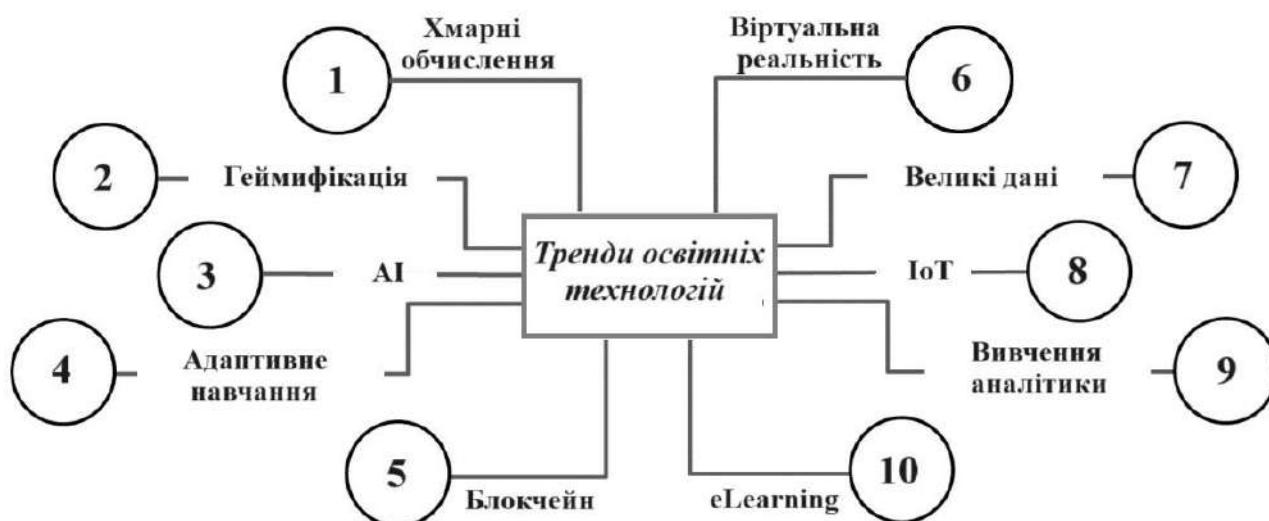 1
Хмарні
обчислення
2
Геймифікація
3
AI
4
Адаптивне
навчання
5
Блокчейн
Тренди освітніх
технологій
Віртуальна
реальність
6
Великі дані
7
IoT
8
Вивчення
аналітики
9
eLearning
10